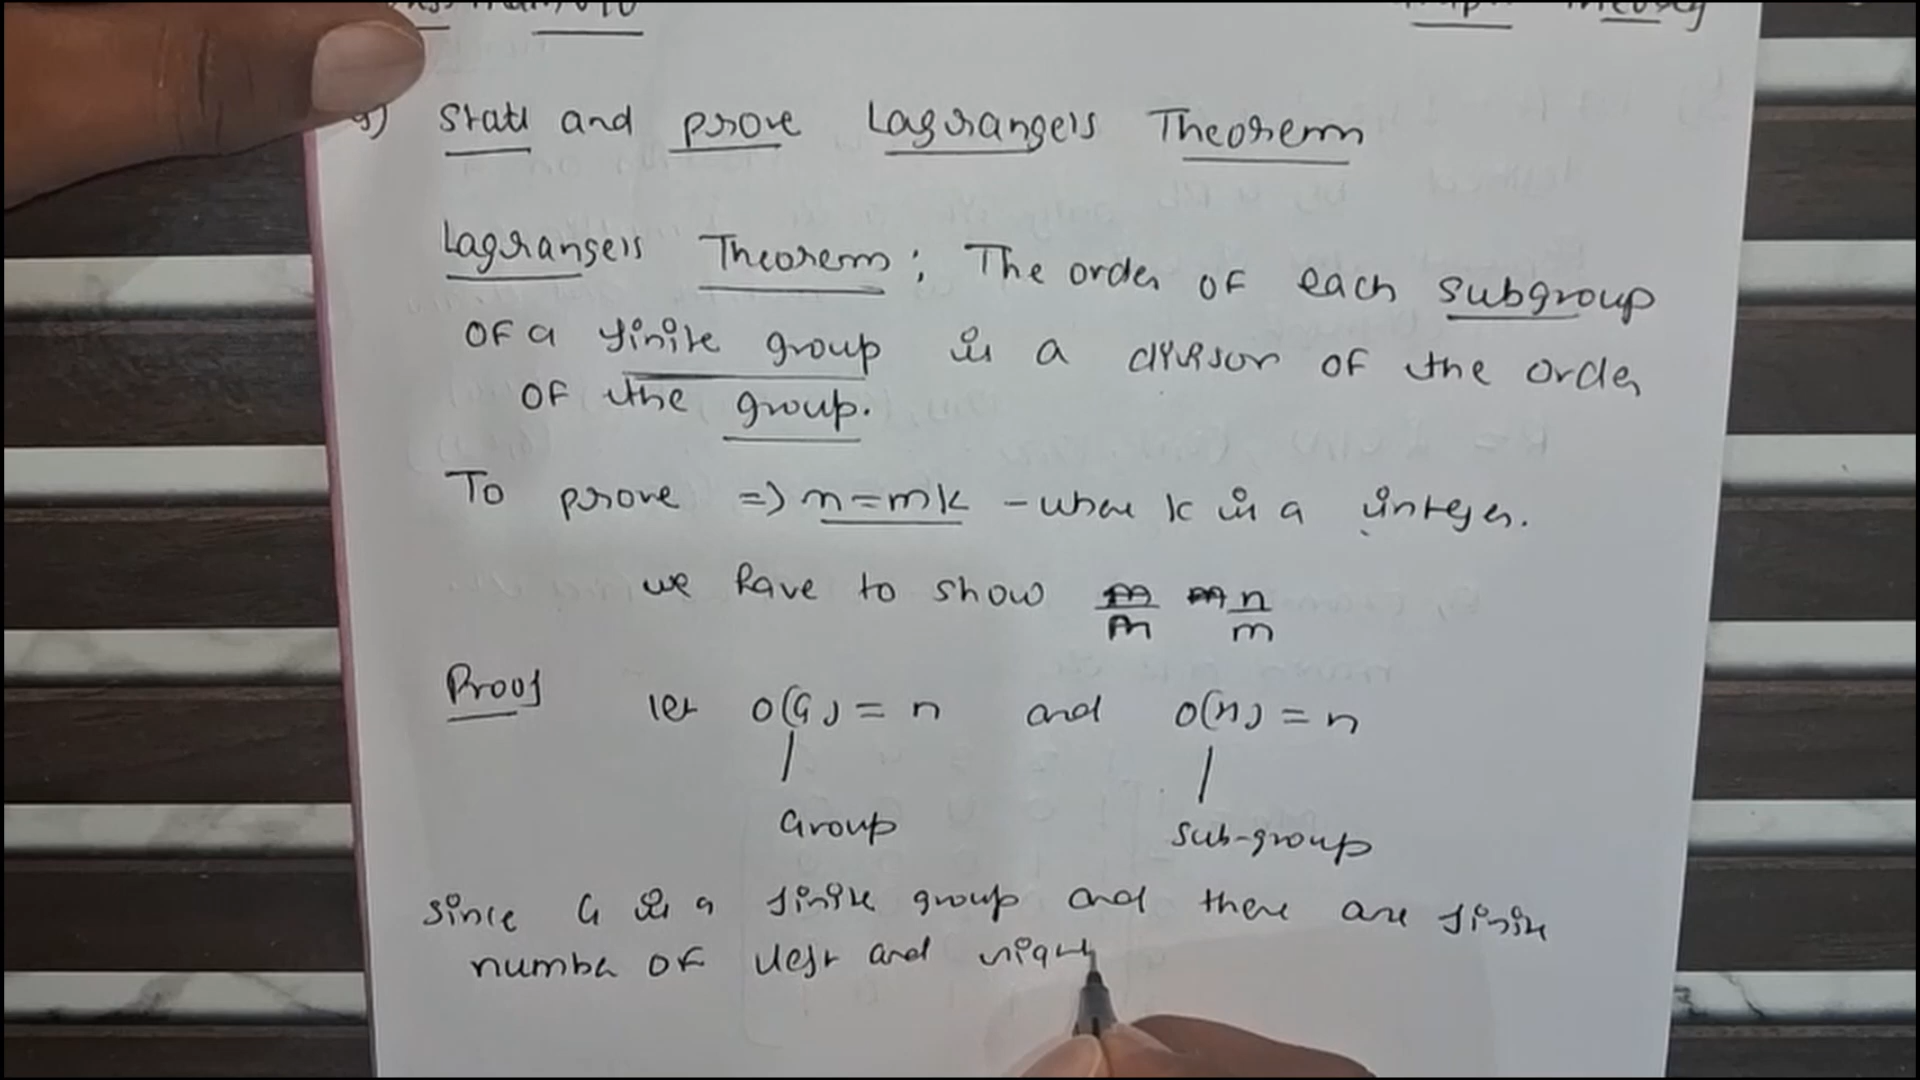 State and prove Lagrange's Theorem
Lagrange's Theorem : The order of each subgroup
of a finite group is a divisor of the order
of the group.
To prove => n=mk - where k is a integer.
we have to show n/m
Proof let O(G) = n and O(H) = n
Group Sub-group
since G is a finite group and there are finite
number of left and right